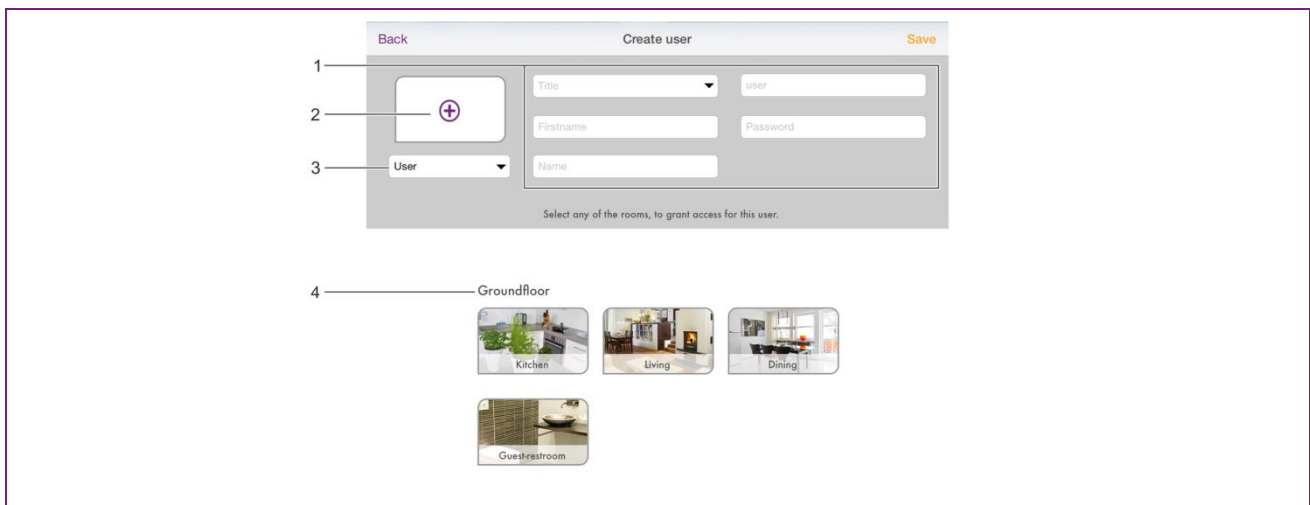 Back Create user Save
1
Title user
2
Firstname Password
3 User Name
Select any of the rooms, to grant access for this user.
4 Groundfloor
Kitchen Living Dining
Guest-restroom